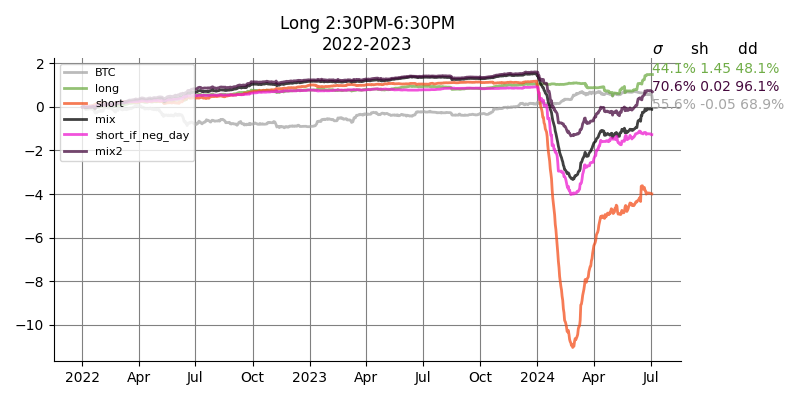 Long 2:30PM-6:30PM
2022-2023
σ sh dd
44.1% 1.45 48.1%
70.6% 0.02 96.1%
55.6% -0.05 68.9%
BTC
long
short
mix
short_if_neg_day
mix2
2
0
−2
−4
−6
−8
−10
2022 Apr Jul Oct 2023 Apr Jul Oct 2024 Apr Jul